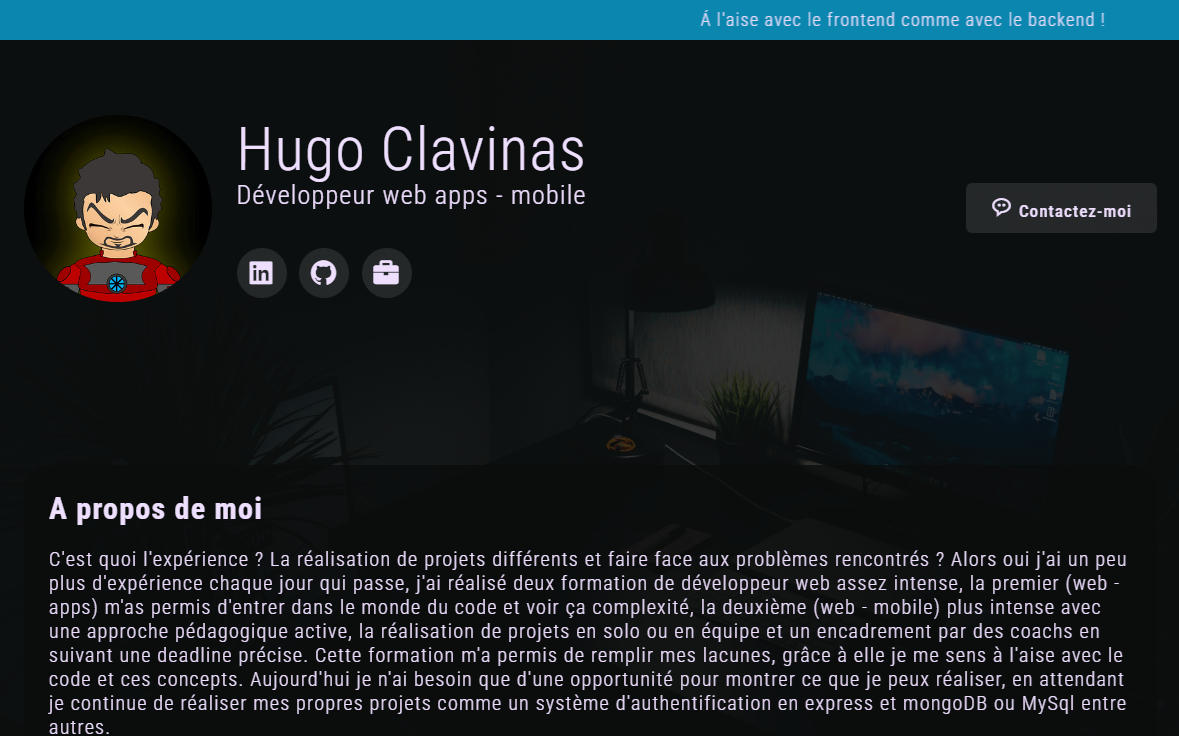 Á l'aise avec le frontend comme avec le backend !
Hugo Clavinas
Développeur web apps - mobile
Contactez-moi
A propos de moi
C'est quoi l'expérience ? La réalisation de projets différents et faire face aux problèmes rencontrés ? Alors oui j'ai un peu
plus d'expérience chaque jour qui passe, j'ai réalisé deux formation de développeur web assez intense, la premier (web -
apps) m'as permis d'entrer dans le monde du code et voir ça complexité, la deuxième (web - mobile) plus intense avec
une approche pédagogique active, la réalisation de projets en solo ou en équipe et un encadrement par des coachs en
suivant une deadline précise. Cette formation m'a permis de remplir mes lacunes, grâce à elle je me sens à l'aise avec le
code et ces concepts. Aujourd'hui je n'ai besoin que d'une opportunité pour montrer ce que je peux réaliser, en attendant
je continue de réaliser mes propres projets comme un système d'authentification en express et mongoDB ou MySql entre
autres.